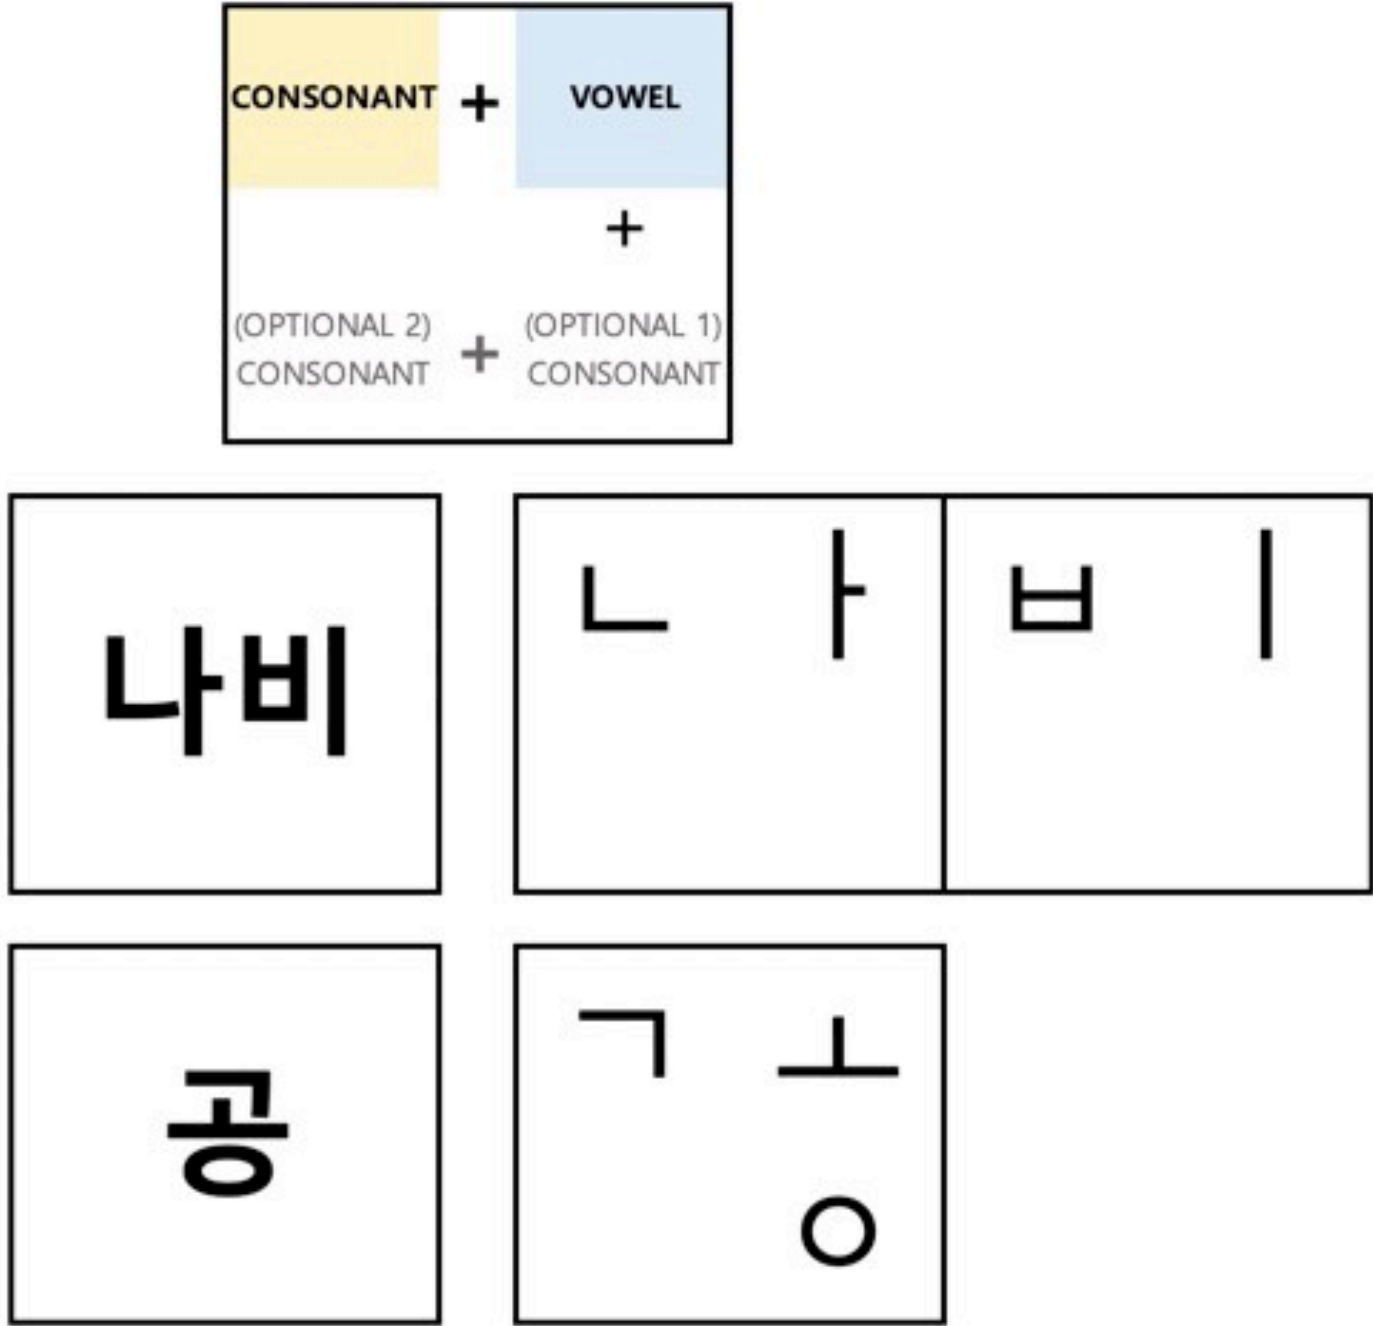 CONSONANT + VOWEL
+
(OPTIONAL 2) (OPTIONAL 1)
CONSONANT + CONSONANT
나비 ㄴ ㅏ ㅂ ㅣ
공 ㄱ ㅗ
ㅇ